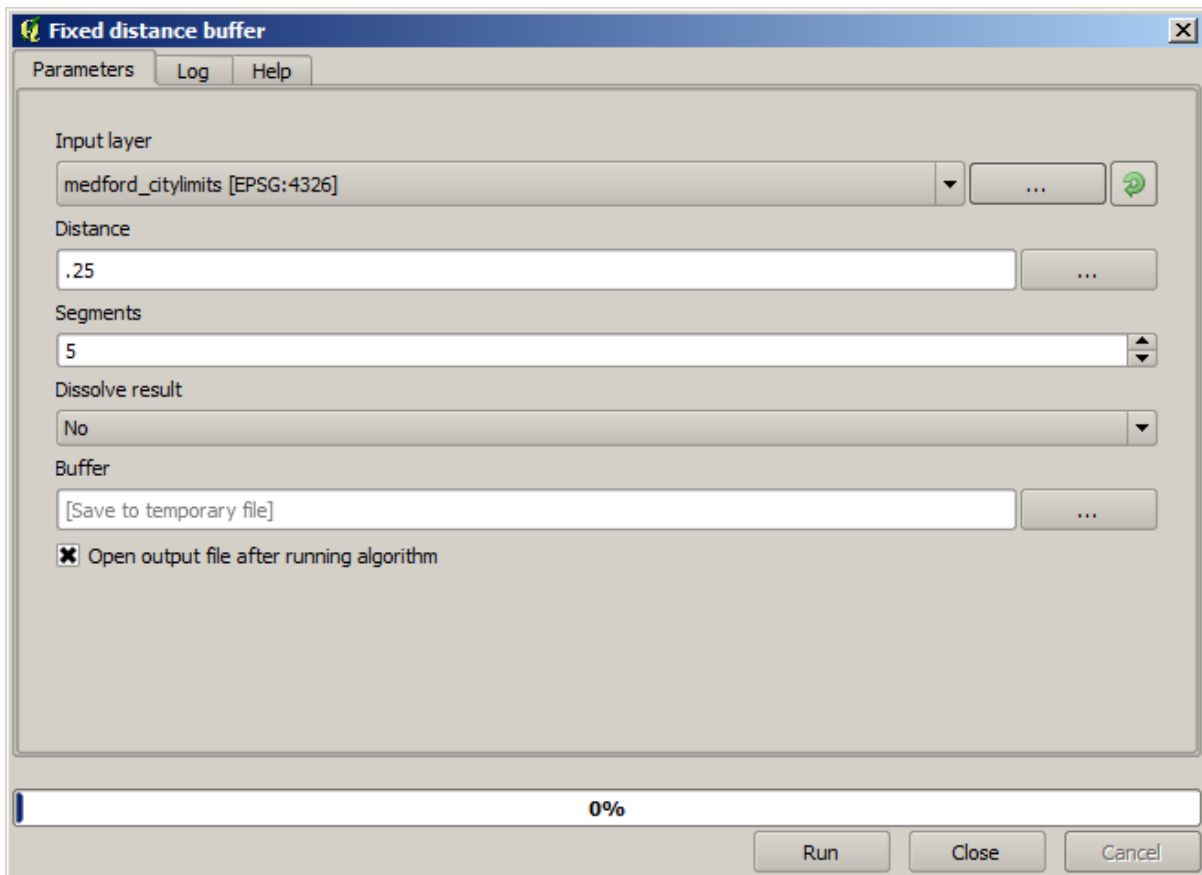 Fixed distance buffer
Parameters Log Help
Input layer
medford_citylimits [EPSG:4326] ...
Distance
.25 ...
Segments
5
Dissolve result
No
Buffer
[Save to temporary file] ...
Open output file after running algorithm
0%
Run Close Cancel